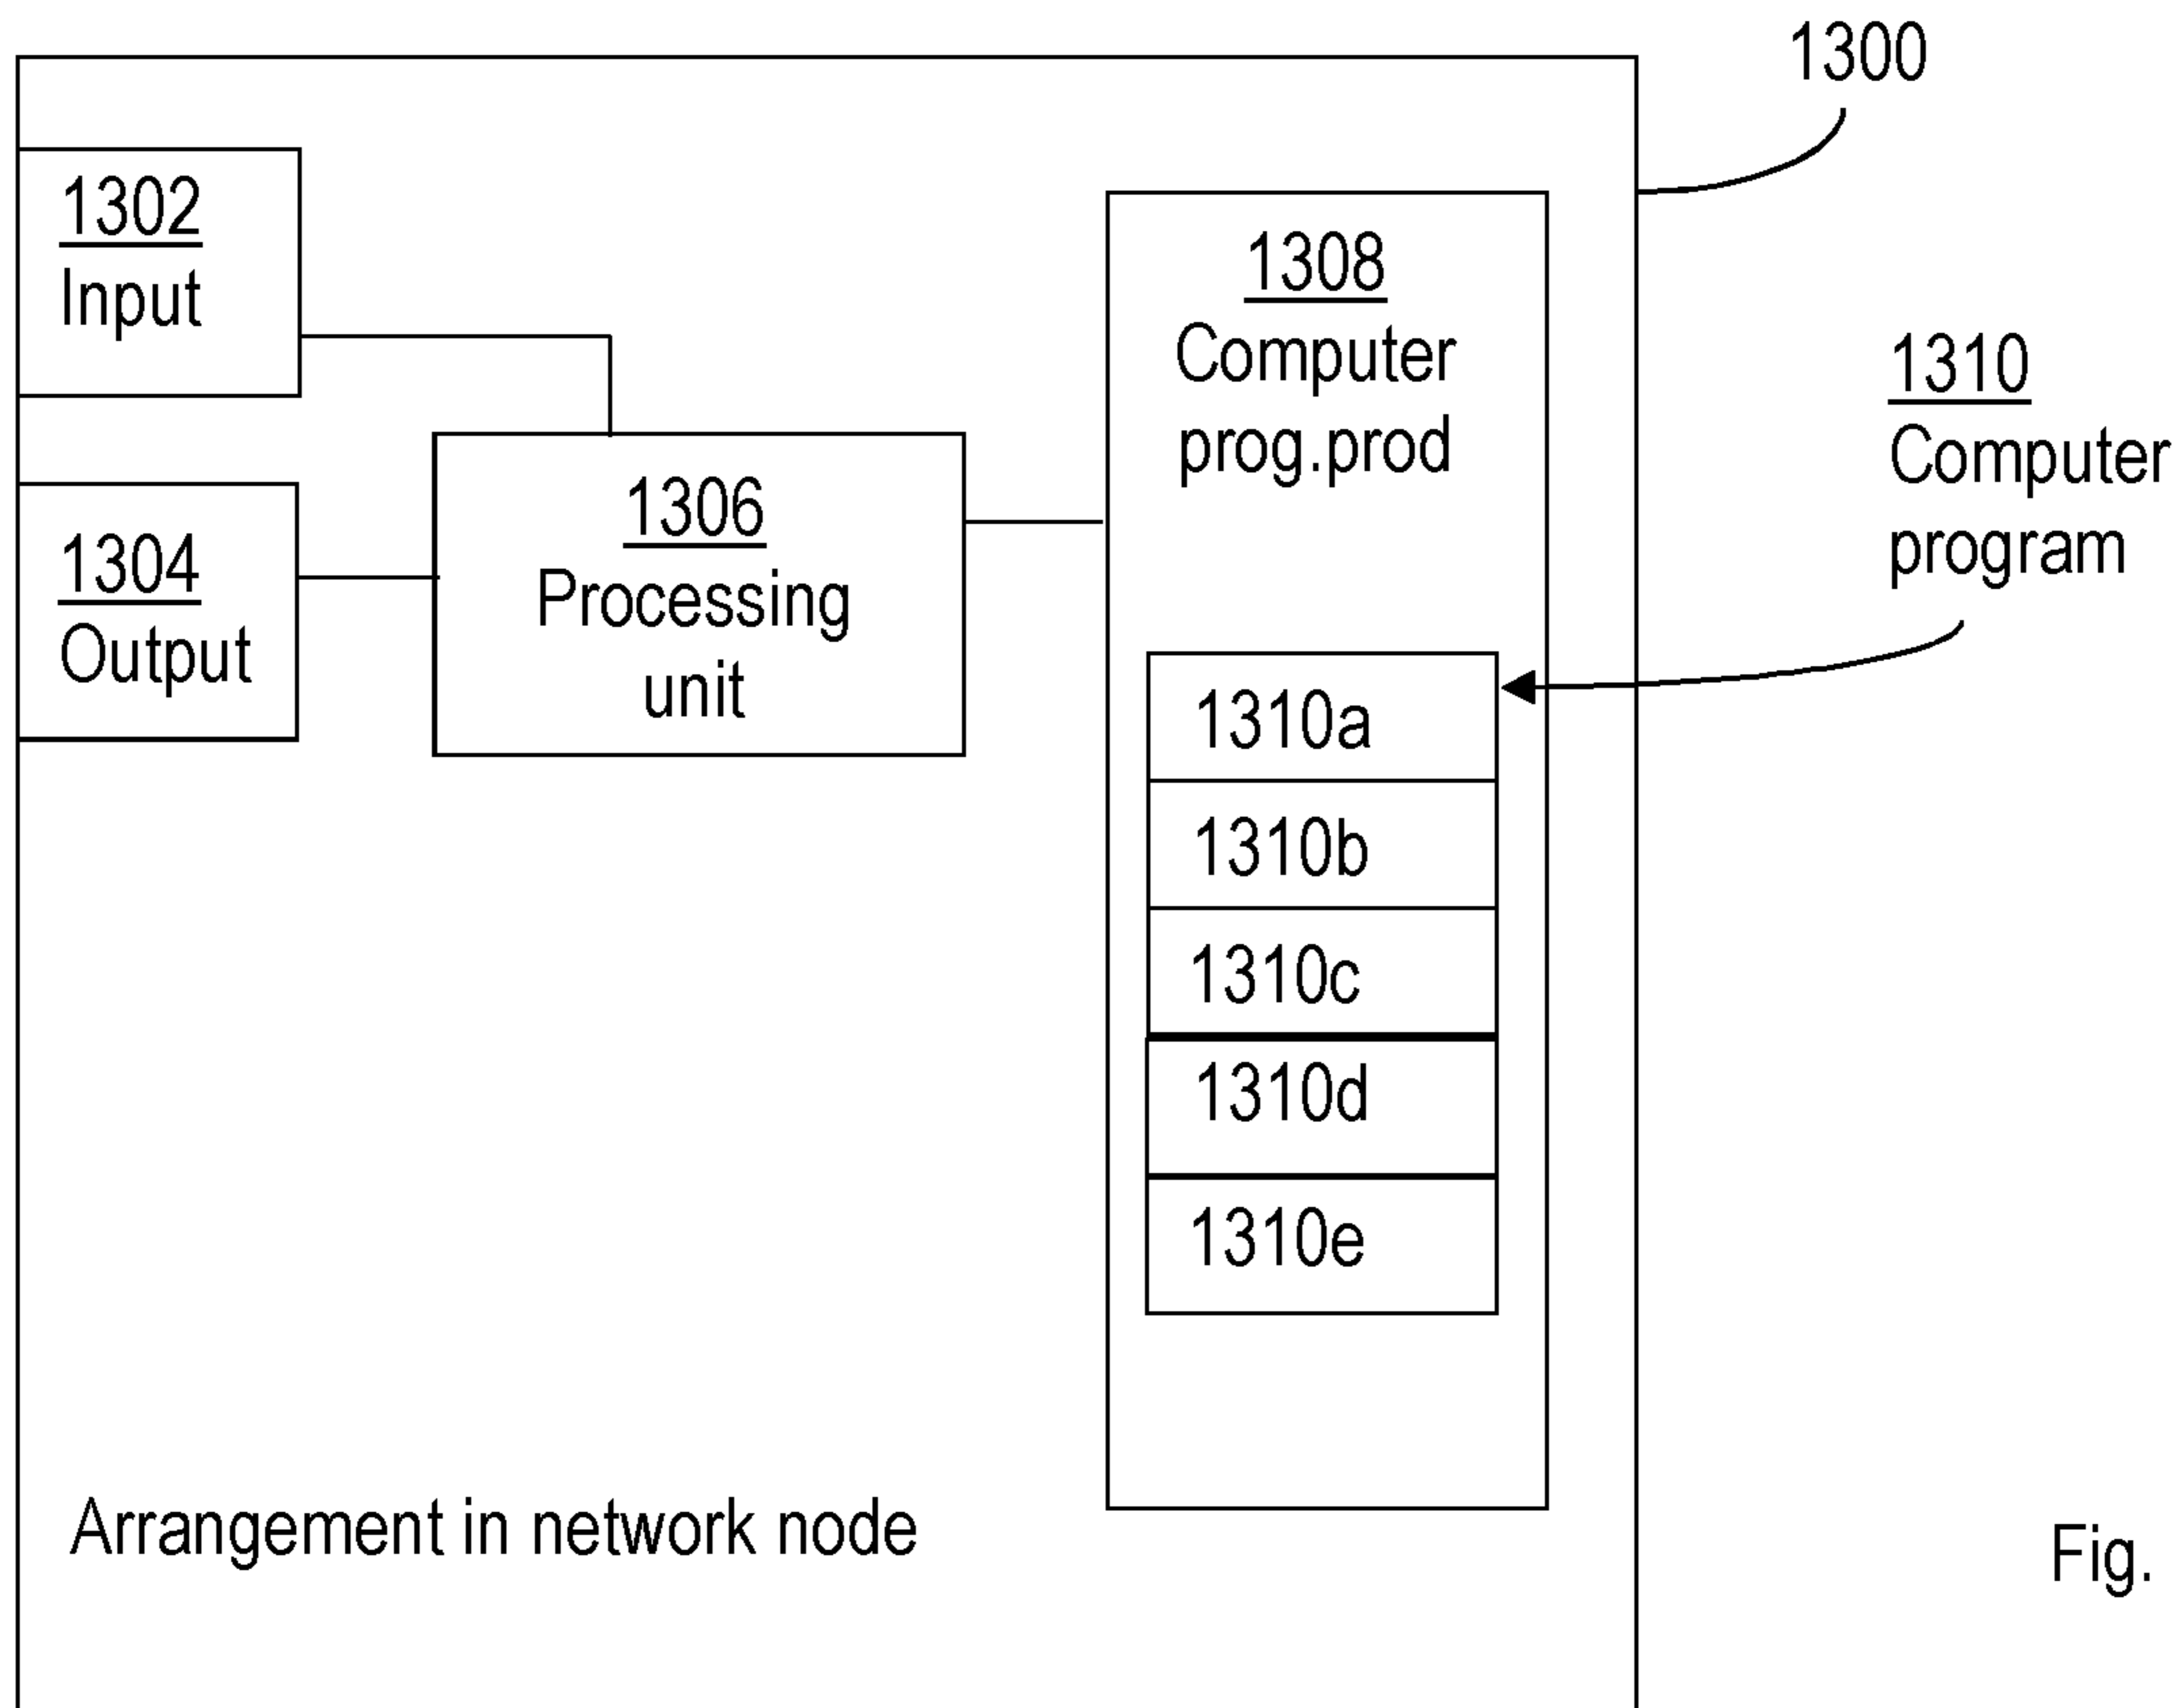 1300
1302
Input
1304
Output
1306
Processing
unit
1308
Computer
prog.prod
1310
Computer
program
1310a
1310b
1310c
1310d
1310e
Arrangement in network node
Fig.